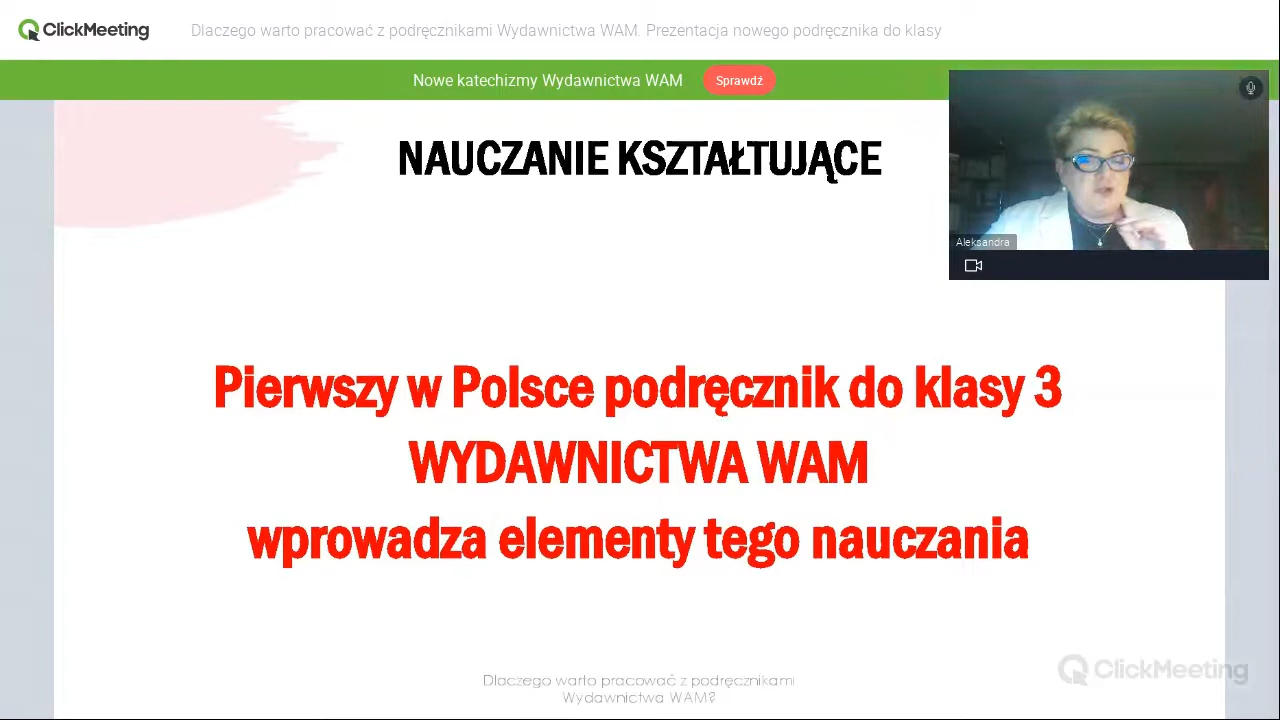 ClickMeeting
Dlaczego warto pracować z podręcznikami Wydawnictwa WAM. Prezentacja nowego podręcznika do klasy
Nowe katechizmy Wydawnictwa WAM
Sprawdź
NAUCZANIE KSZTAŁTUJĄCE
Aleksandra
Pierwszy w Polsce podręcznik do klasy 3
WYDAWNICTWA WAM
wprowadza elementy tego nauczania
Dlaczego warto pracować z podręcznikami
Wydawnictwa WAM?
ClickMeeting